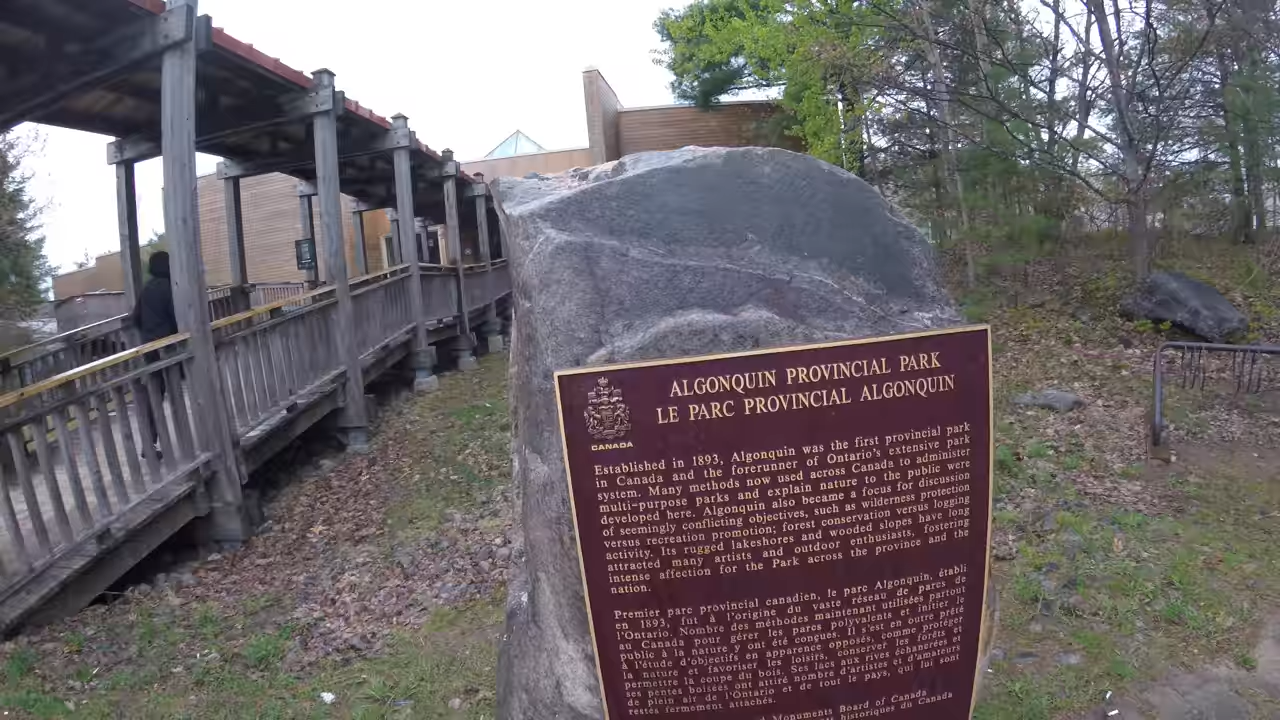 ALGONQUIN PROVINCIAL PARK
LE PARC PROVINCIAL ALGONQUIN
CANADA
Established in 1893, Algonquin was the first provincial park
in Canada and the forerunner of Ontario's extensive park
system. Many methods now used across Canada to administer
multi-purpose parks and explain nature to the public were
developed here. Algonquin also became a focus for discussion
of seemingly conflicting objectives, such as wilderness protection
versus recreation promotion; forest conservation versus logging
activity. Its rugged lakeshores and wooded slopes have long
attracted many artists and outdoor enthusiasts, fostering
intense affection for the Park across the province and the
nation.
Premier parc provincial canadien, le parc Algonquin, établi
en 1893, fut à l'origine du vaste réseau de parcs de
l'Ontario. Nombre des méthodes maintenant utilisées partout
au Canada pour gérer les parcs polyvalents et initier le
public à la nature y ont été conçues. Il s'est en outre prêté
à l'étude d'objectifs en apparence opposés, comme protéger
la nature et favoriser les loisirs, conserver les forêts et
permettre la coupe du bois. Ses lacs aux rives échancrées et
ses pentes boisées ont attiré nombre d'artistes et d'amateurs
de plein air de l'Ontario et de tout le pays, qui lui sont
restés fermement attachés.
Monuments Board of Canada
historiques du Canada